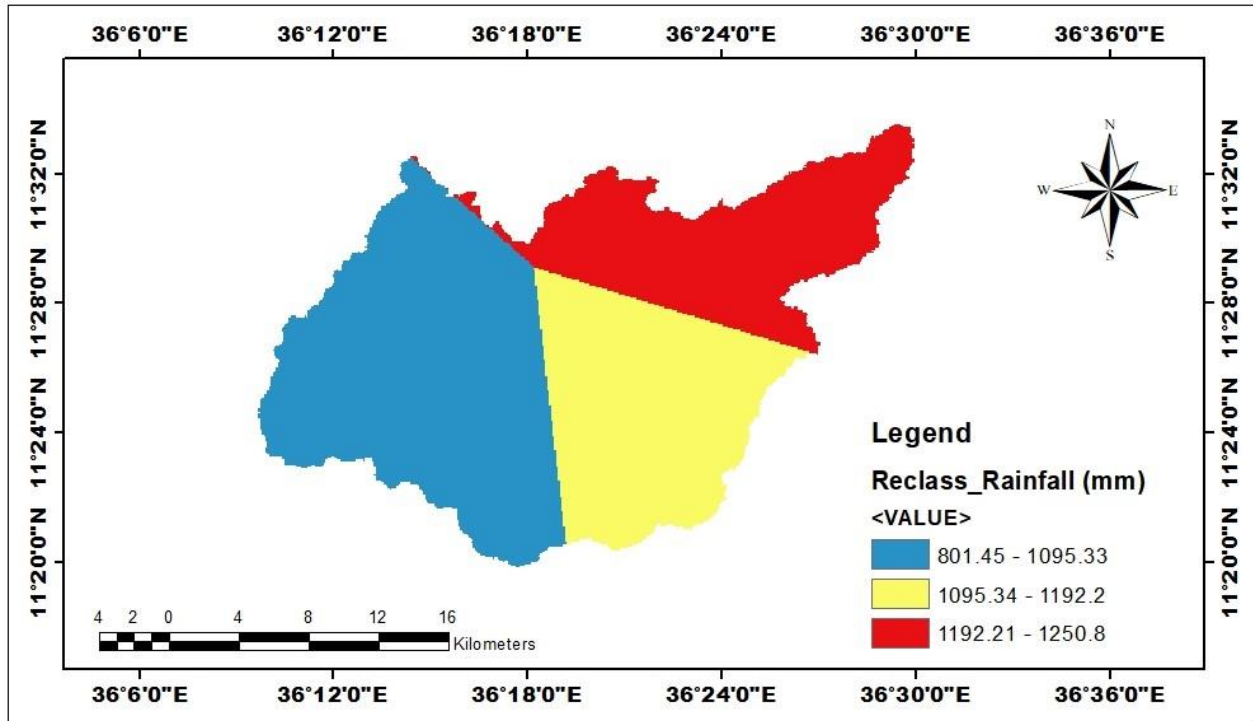 36°6'0"E 36°12'0"E 36°18'0"E 36°24'0"E 36°30'0"E 36°36'0"E
11°32'0"N
11°28'0"N
11°24'0"N
11°20'0"N
N
W E
S
11°32'0"N
11°28'0"N
11°24'0"N
11°20'0"N
Legend
Reclass_Rainfall (mm)
<VALUE>
801.45 - 1095.33
1095.34 - 1192.2
1192.21 - 1250.8
4 2 0 4 8 12 16
Kilometers
36°6'0"E 36°12'0"E 36°18'0"E 36°24'0"E 36°30'0"E 36°36'0"E